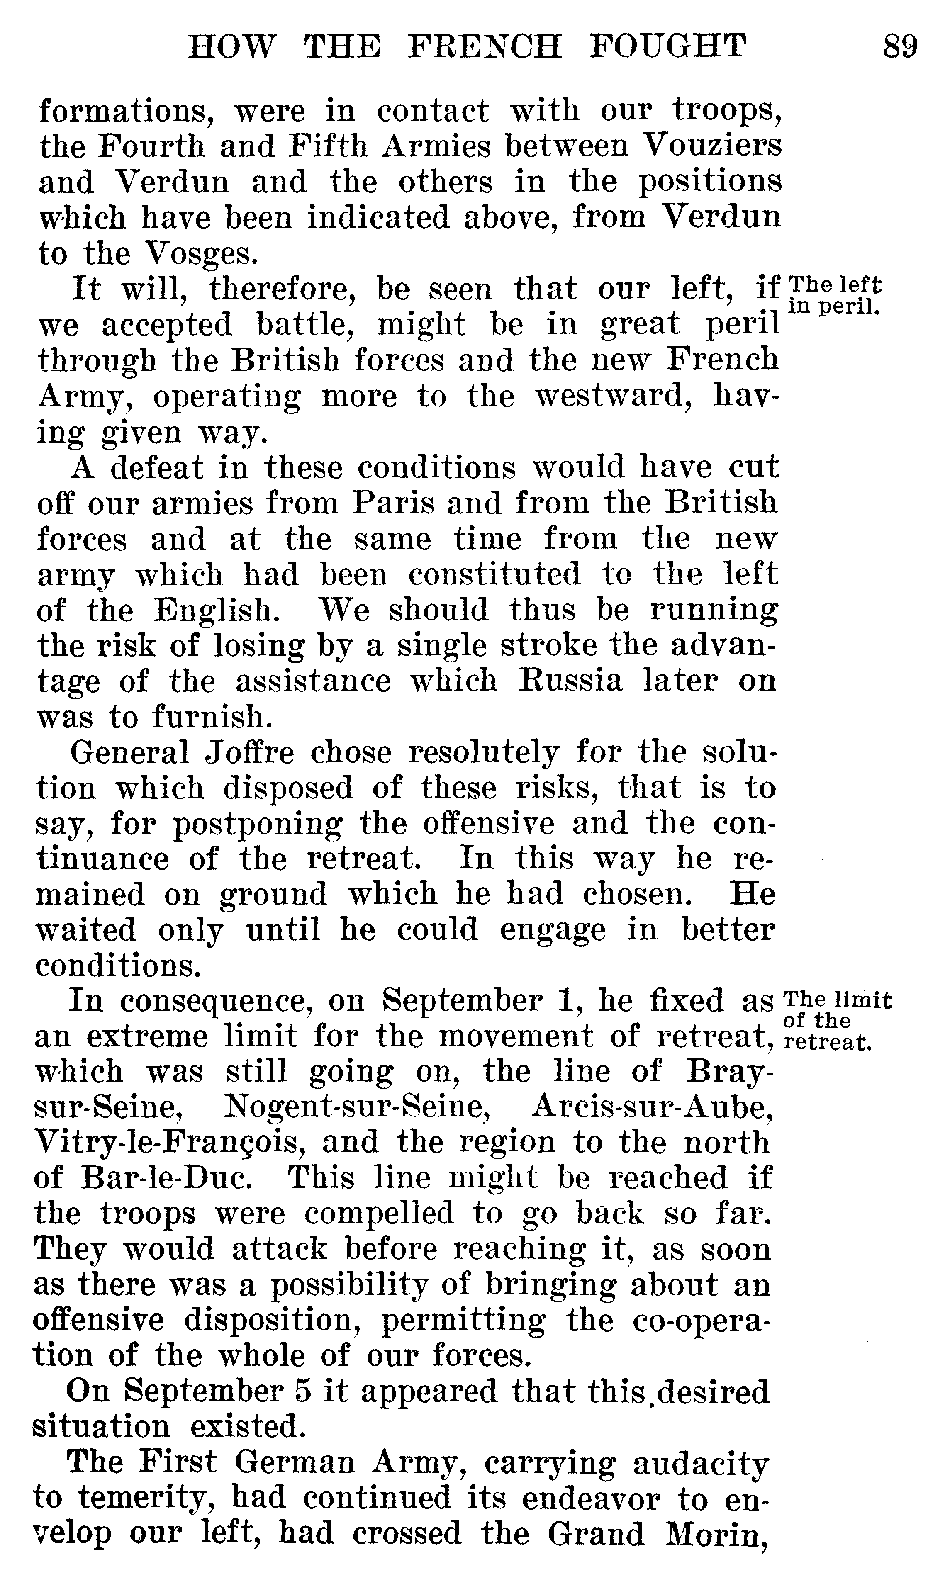 HOW THE FRENCH FOUGHT 89
formations, were in contact with our troops,
the Fourth and Fifth Armies between Vouziers
and Verdun and the others in the positions
which have been indicated above, from Verdun
to the Vosges.
It will, therefore, be seen that our left, if
The left
in peril.
we accepted battle, might be in great peril
through the British forces and the new French
Army, operating more to the westward, hav-
ing given way.
A defeat in these conditions would have cut
off our armies from Paris and from the British
forces and at the same time from the new
army which had been constituted to the left
of the English. We should thus be running
the risk of losing by a single stroke the advan-
tage of the assistance which Russia later on
was to furnish.
General Joffre chose resolutely for the solu-
tion which disposed of these risks, that is to
say, for postponing the offensive and the con-
tinuance of the retreat. In this way he re-
mained on ground which he had chosen. He
waited only until he could engage in better
conditions.
In consequence, on September 1, he fixed as
The limit
of the
retreat.
an extreme limit for the movement of retreat,
which was still going on, the line of Bray-
sur-Seine, Nogent-sur-Seine, Arcis-sur-Aube,
Vitry-le-François, and the region to the north
of Bar-le-Duc. This line might be reached if
the troops were compelled to go back so far.
They would attack before reaching it, as soon
as there was a possibility of bringing about an
offensive disposition, permitting the co-opera-
tion of the whole of our forces.
On September 5 it appeared that this desired
situation existed.
The First German Army, carrying audacity
to temerity, had continued its endeavor to en-
velop our left, had crossed the Grand Morin,